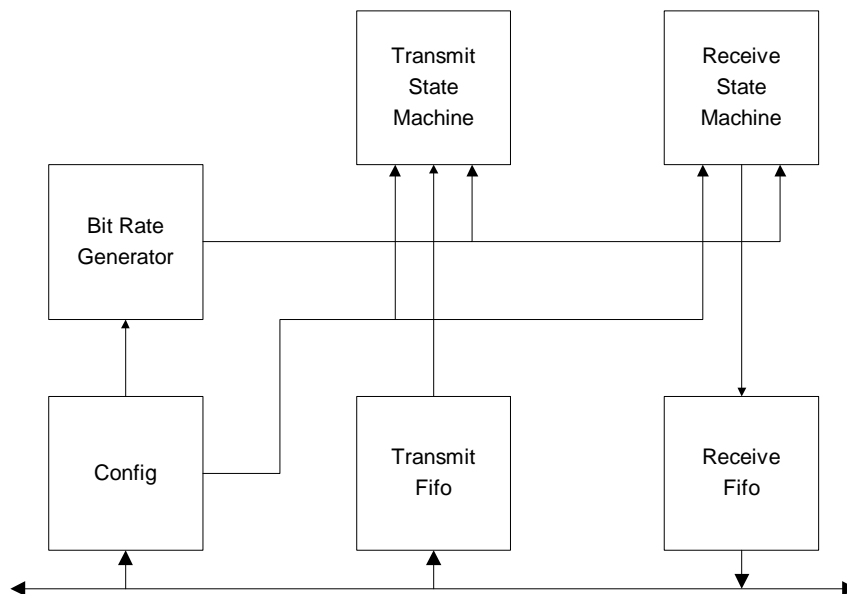 Transmit
State
Machine
Receive
State
Machine
Bit Rate
Generator
Config
Transmit
Fifo
Receive
Fifo